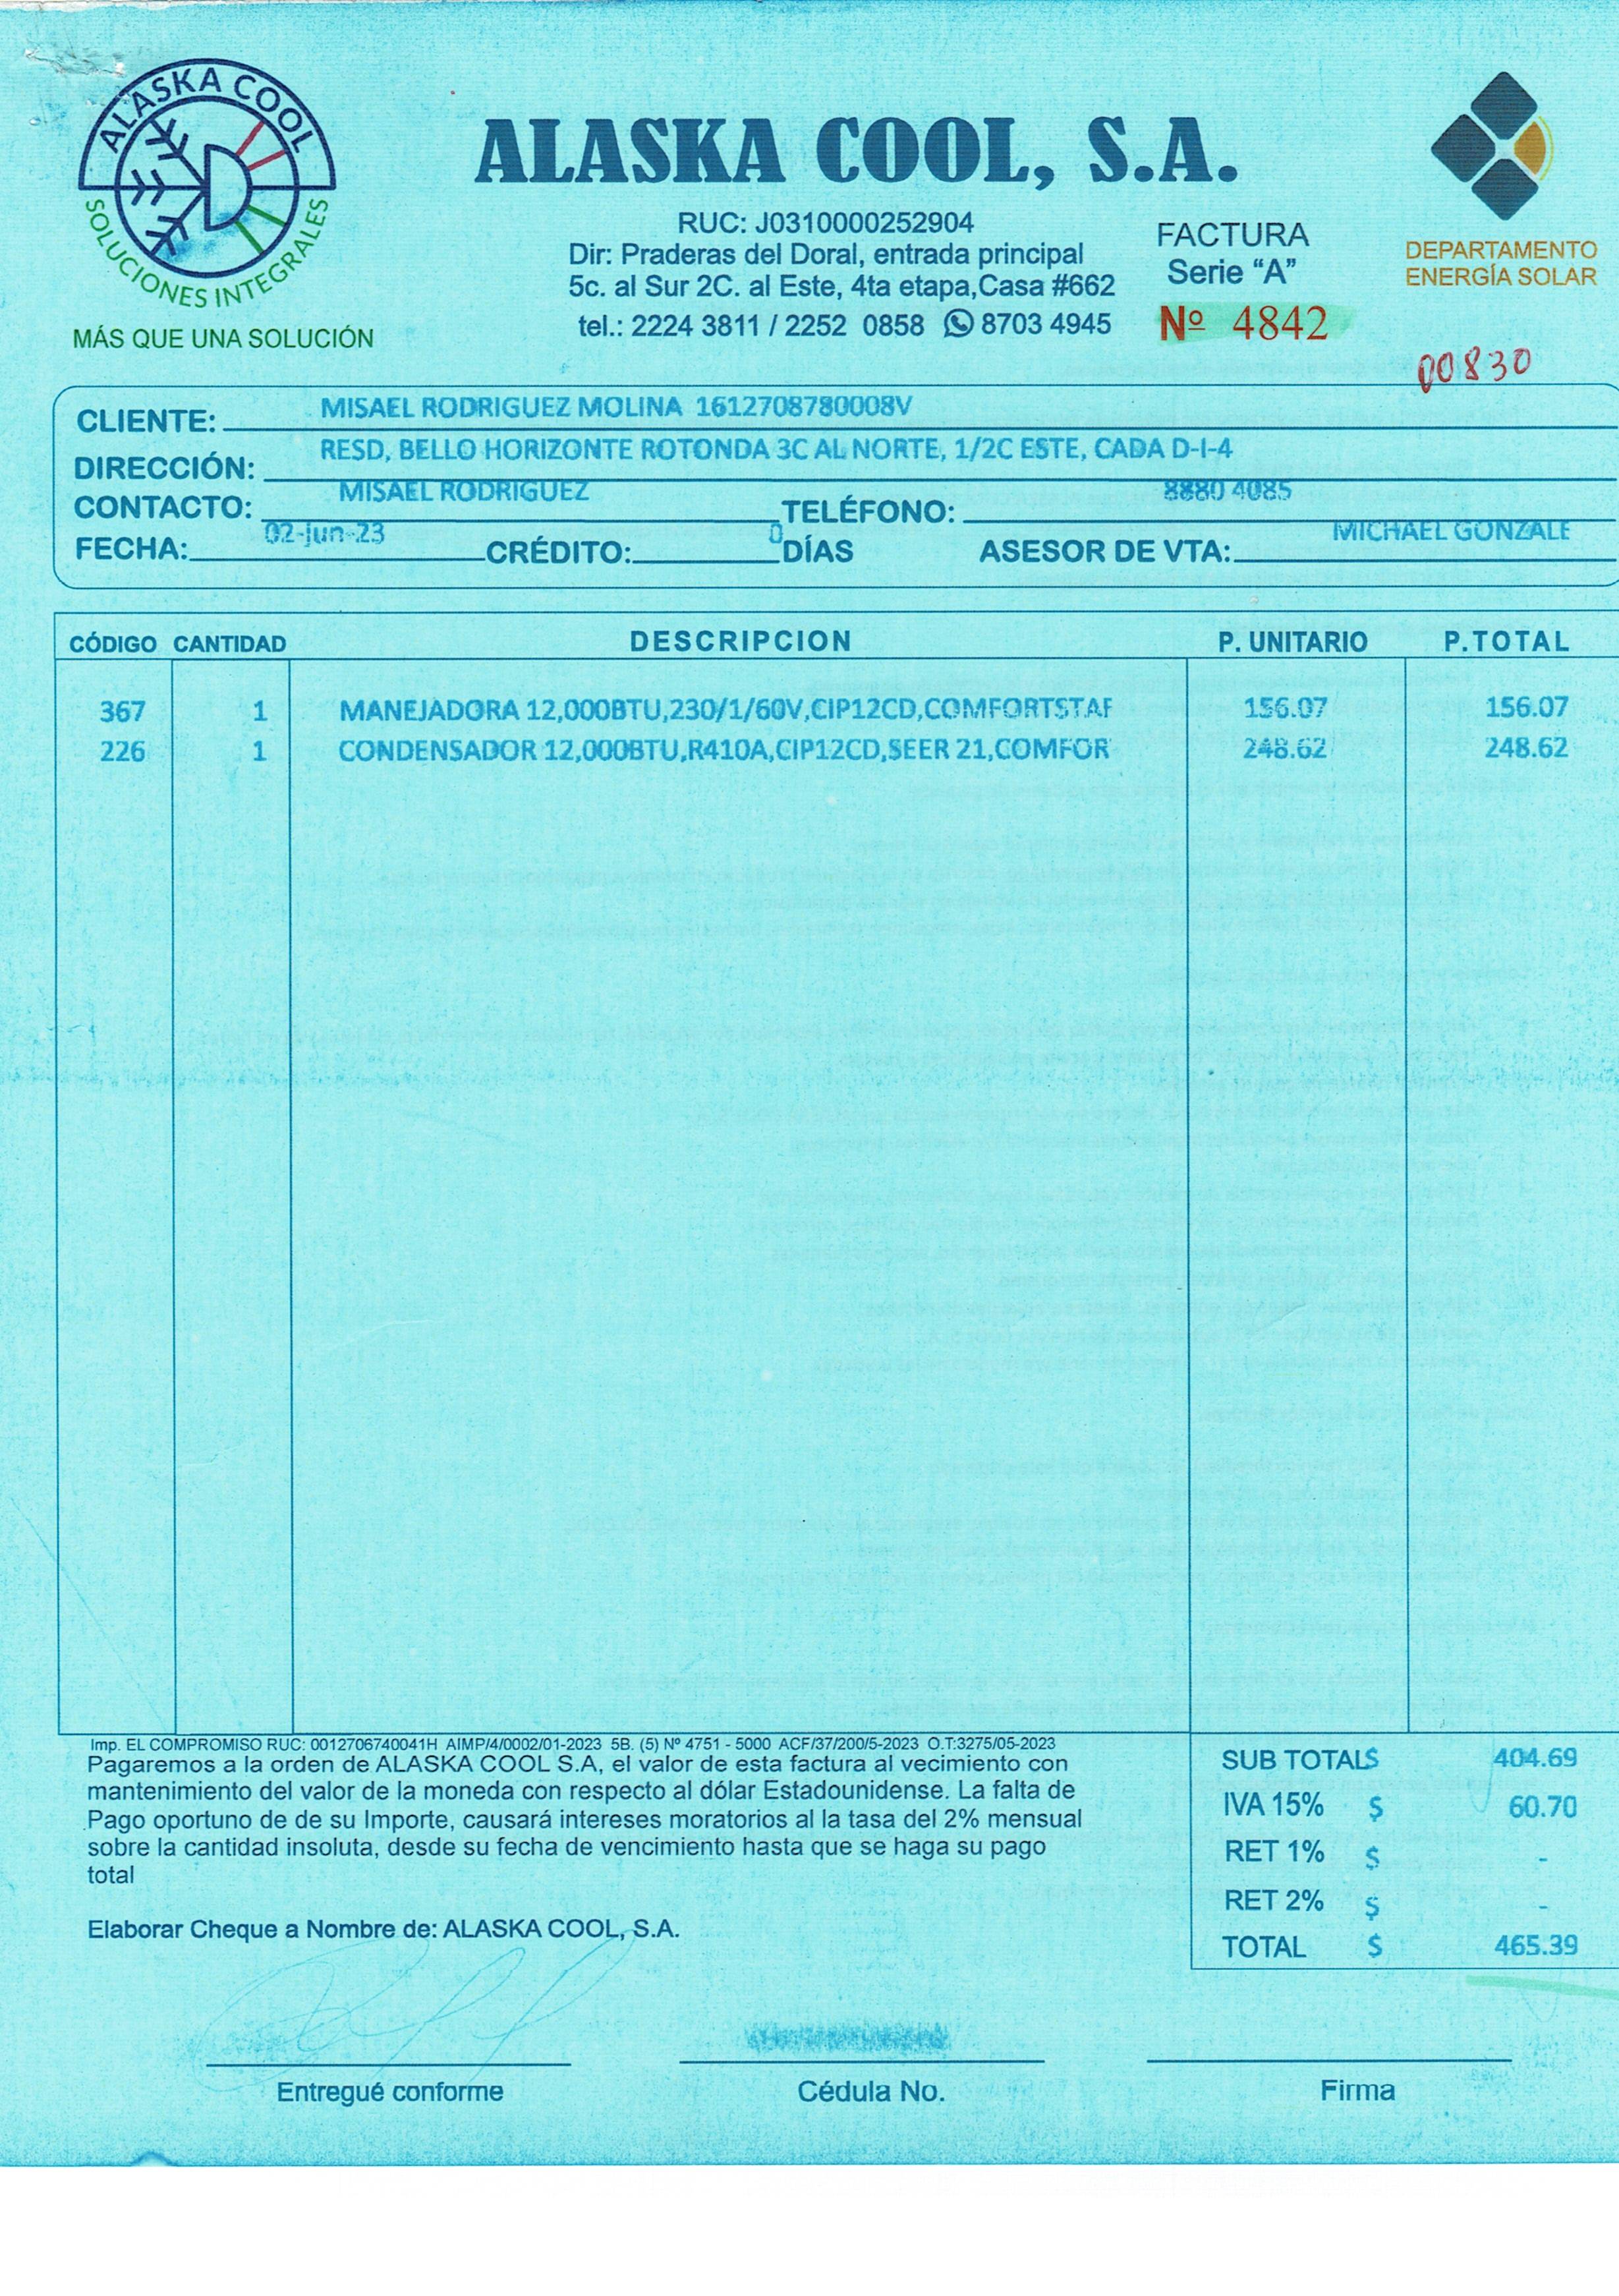 ALASKA COOL
SOLUCIONES INTEGRALES
MÁS QUE UNA SOLUCIÓN
ALASKA COOL, S.A.
RUC: J0310000252904
Dir: Praderas del Doral, entrada principal
5c. al Sur 2C. al Este, 4ta etapa,Casa #662
tel.: 2224 3811 / 2252 0858 8703 4945
FACTURA
Serie “A”
Nº 4842
DEPARTAMENTO
ENERGÍA SOLAR
00830
CLIENTE: MISAEL RODRIGUEZ MOLINA 1612708780008V
DIRECCIÓN: RESD, BELLO HORIZONTE ROTONDA 3C AL NORTE, 1/2C ESTE, CADA D-I-4
CONTACTO: MISAEL RODRIGUEZ TELÉFONO: 8880 4085
FECHA: 02-jun-23 CRÉDITO: 0 DÍAS ASESOR DE VTA: MICHAEL GONZALE
CÓDIGO CANTIDAD DESCRIPCION P. UNITARIO P.TOTAL
367 1 MANEJADORA 12,000BTU,230/1/60V,CIP12CD,COMFORTSTAR 156.07 156.07
226 1 CONDENSADOR 12,000BTU,R410A,CIP12CD,SEER 21,COMFOR 248.62 248.62
Imp. EL COMPROMISO RUC: 0012706740041H AIMP/4/0002/01-2023 5B. (5) Nº 4751 - 5000 ACF/37/200/5-2023 O.T:3275/05-2023
Pagaremos a la orden de ALASKA COOL S.A, el valor de esta factura al vecimiento con
mantenimiento del valor de la moneda con respecto al dólar Estadounidense. La falta de
Pago oportuno de de su Importe, causará intereses moratorios al la tasa del 2% mensual
sobre la cantidad insoluta, desde su fecha de vencimiento hasta que se haga su pago
total
Elaborar Cheque a Nombre de: ALASKA COOL, S.A.
SUB TOTAL $ 404.69
IVA 15% $ 60.70
RET 1% $ -
RET 2% $ -
TOTAL $ 465.39
Entregué conforme Cédula No. Firma